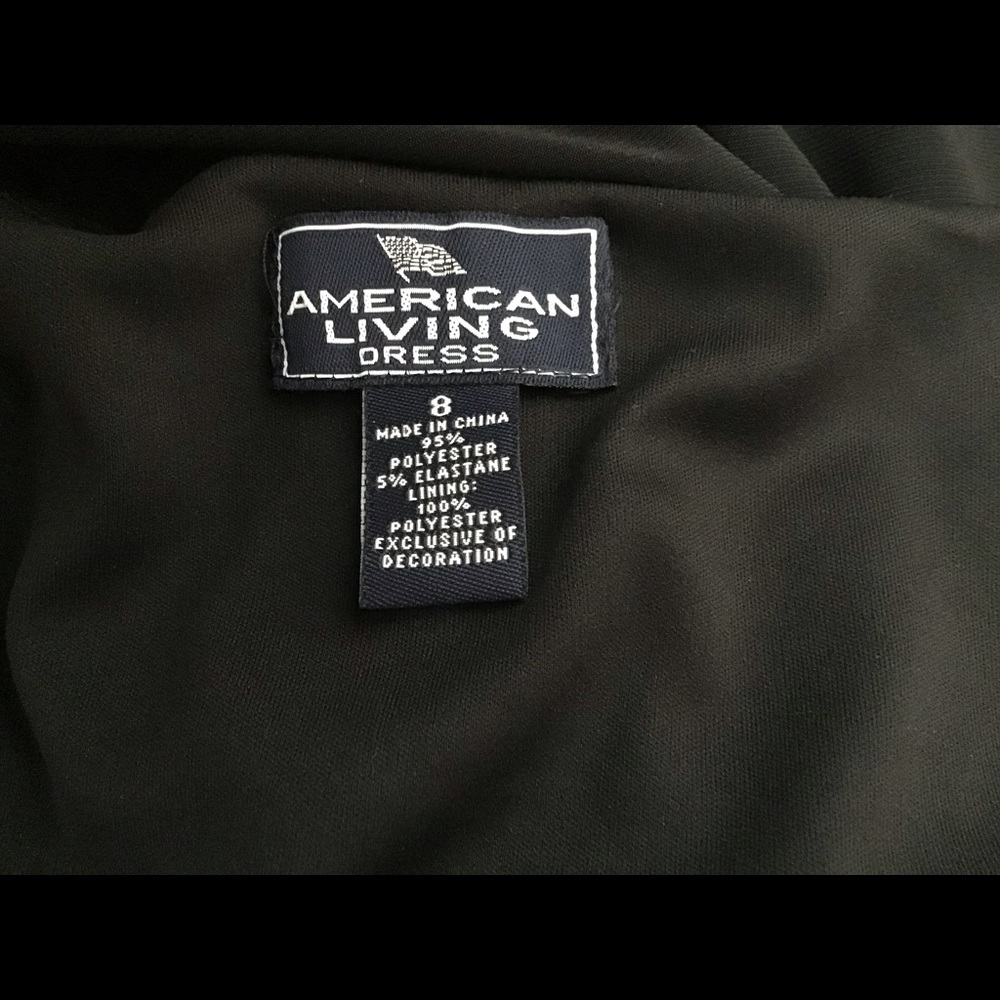 AMERICAN
LIVING
DRESS
8
MADE IN CHINA
95%
POLYESTER
5% ELASTANE
LINING:
100%
POLYESTER
EXCLUSIVE OF
DECORATION